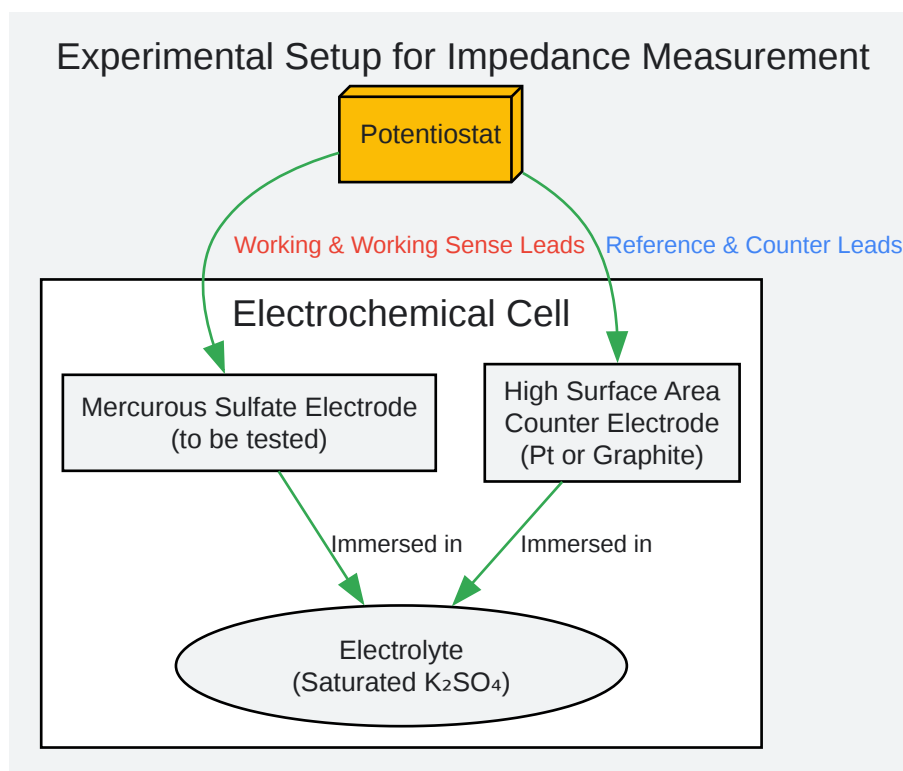 Experimental Setup for Impedance Measurement
Potentiostat
Working & Working Sense Leads
Reference & Counter Leads
Electrochemical Cell
Mercurous Sulfate Electrode
(to be tested)
High Surface Area
Counter Electrode
(Pt or Graphite)
Immersed in
Immersed in
Electrolyte
(Saturated K₂SO₄)